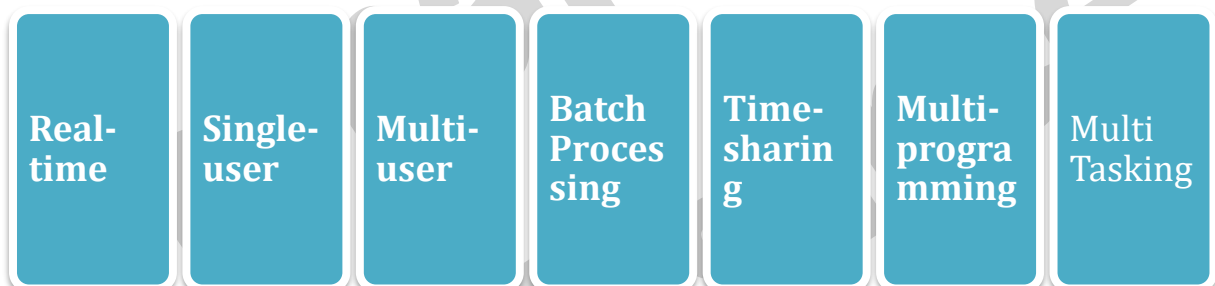 Real-
time
Single-
user
Multi-
user
Batch
Proces
sing
Time-
sharin
g
Multi-
progra
mming
Multi
Tasking